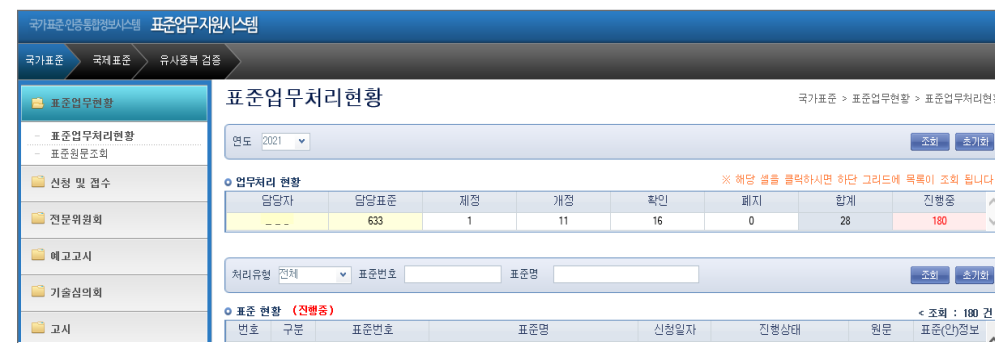 국가표준·인증통합정보시스템 표준업무지원시스템
국가표준 국제표준 유사중복 검증
표준업무현황
표준업무처리현황
표준원문조회
신청 및 접수
전문위원회
예고고시
기술심의회
고시
표준업무처리현황
국가표준 > 표준업무현황 > 표준업무처리현황
연도 2021 조회 초기화
업무처리 현황 ※ 해당 셀을 클릭하시면 하단 그리드에 목록이 조회 됩니다
담당자 담당표준 제정 개정 확인 폐지 합계 진행중
_ _ _ 633 1 11 16 0 28 180
처리유형 전체 표준번호 표준명 조회 초기화
표준 현황 (진행중) < 조회 : 180 건
번호 구분 표준번호 표준명 신청일자 진행상태 원문 표준(안)정보